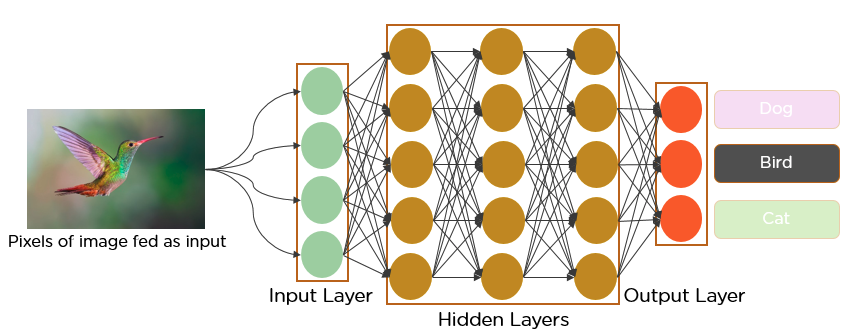 Dog
Bird
Cat
Pixels of image fed as input
Input Layer
Output Layer
Hidden Layers